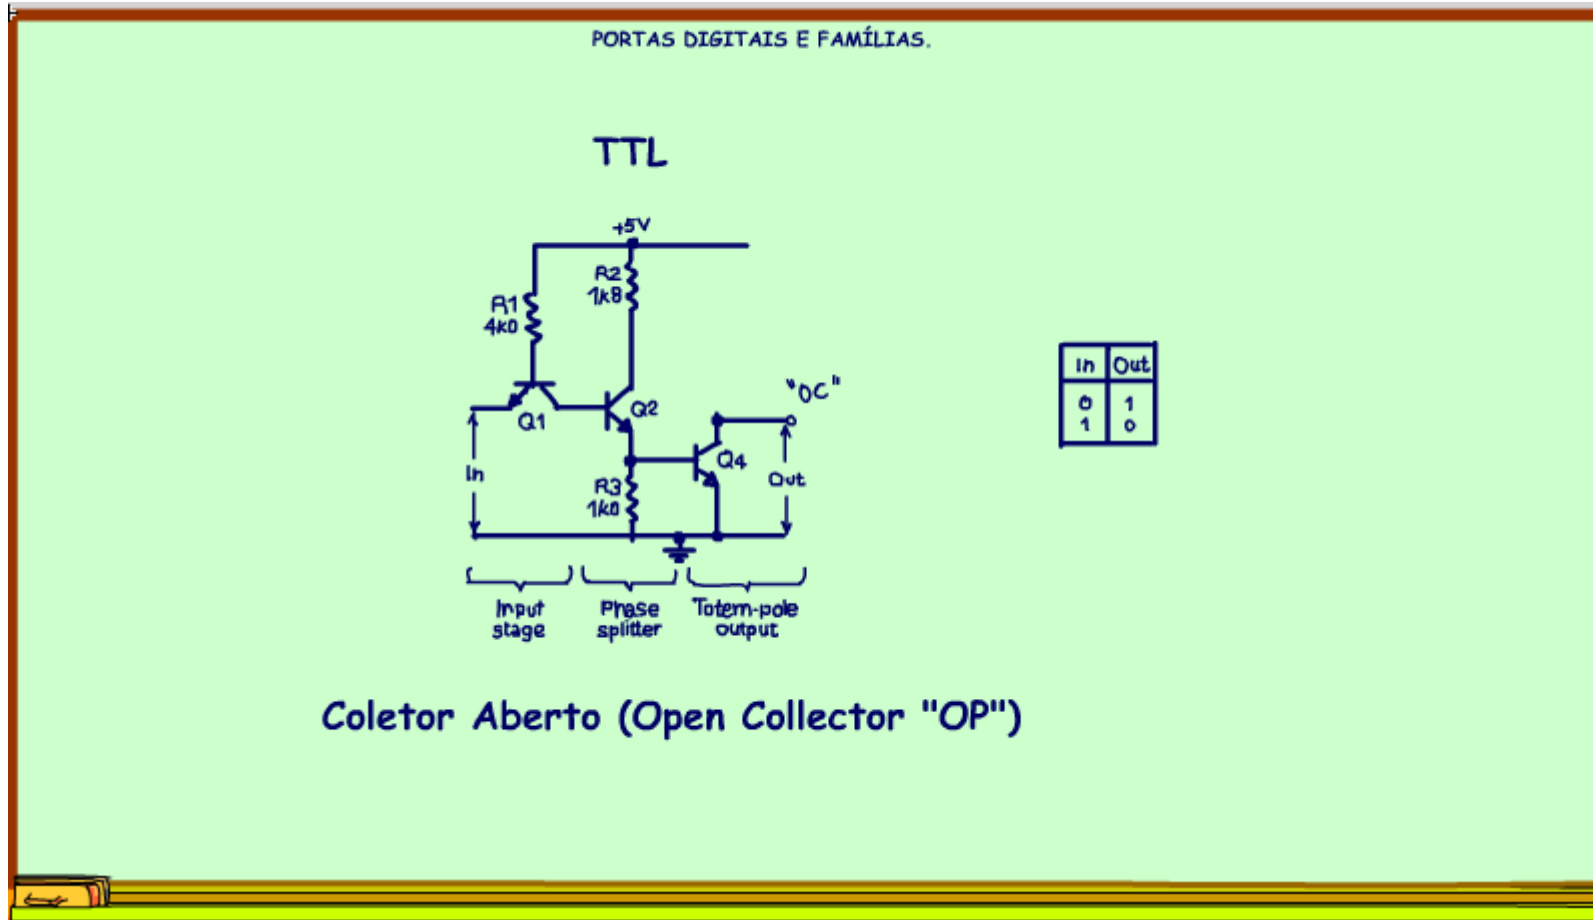 PORTAS DIGITAIS E FAMÍLIAS.
TTL
+5V
R2
1k8
R1
4k0
"OC"
Q1
Q2
Q4
In
R3
1k0
Out
Input
stage
Phase
splitter
Totem-pole
output
In Out
0 1
1 0
Coletor Aberto (Open Collector "OP")